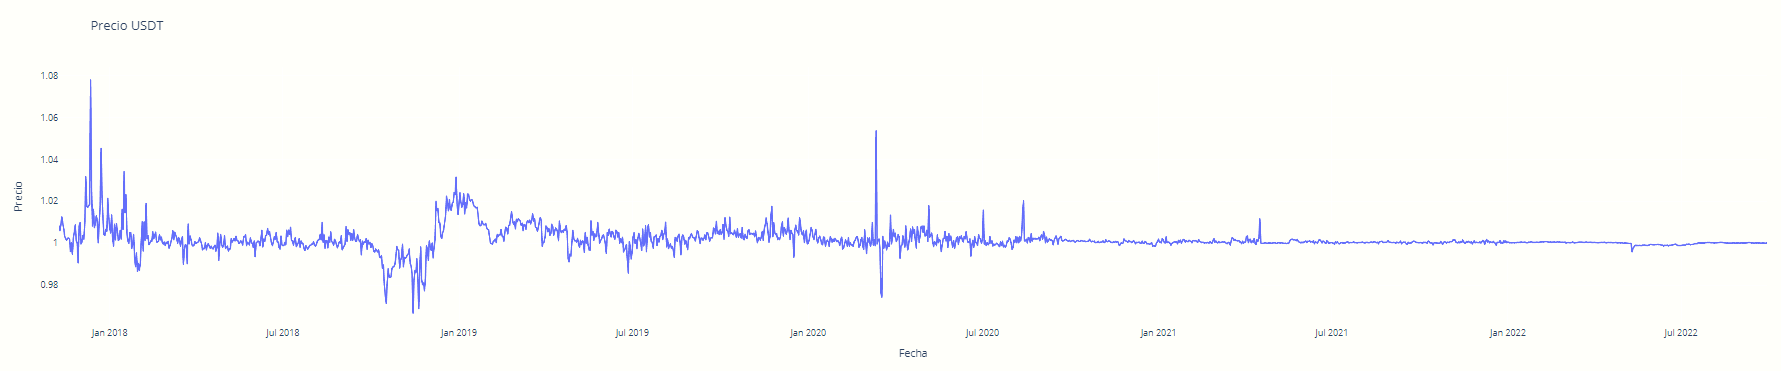 Precio USDT
1.08
1.06
1.04
1.02
1
0.98
Precio
Jan 2018
Jul 2018
Jan 2019
Jul 2019
Jan 2020
Jul 2020
Jan 2021
Jul 2021
Jan 2022
Jul 2022
Fecha